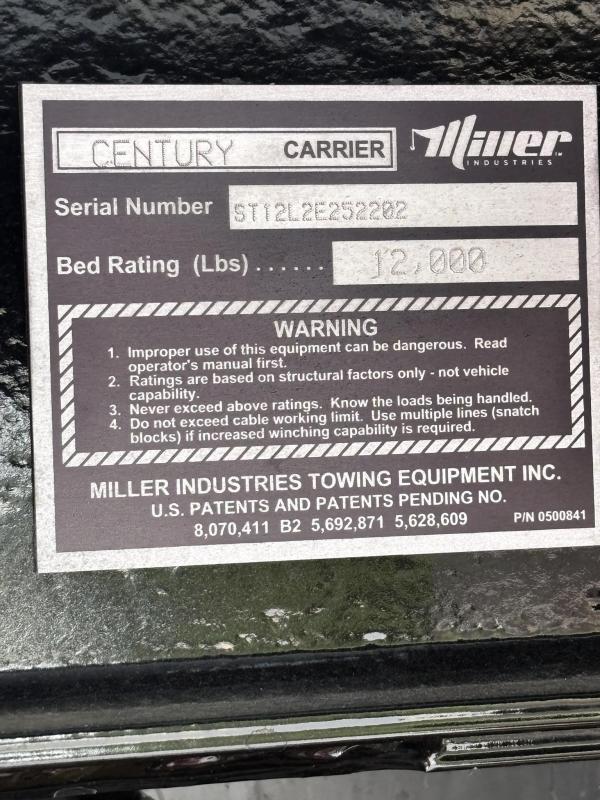 CENTURY CARRIER Miller
INDUSTRIES
Serial Number ST12L2E252202
Bed Rating (Lbs) ...... 12,000
WARNING
1. Improper use of this equipment can be dangerous. Read
operator's manual first.
2. Ratings are based on structural factors only - not vehicle
capability.
3. Never exceed above ratings. Know the loads being handled.
4. Do not exceed cable working limit. Use multiple lines (snatch
blocks) if increased winching capability is required.
MILLER INDUSTRIES TOWING EQUIPMENT INC.
U.S. PATENTS AND PATENTS PENDING NO.
8,070,411 B2 5,692,871 5,628,609 P/N 0500841